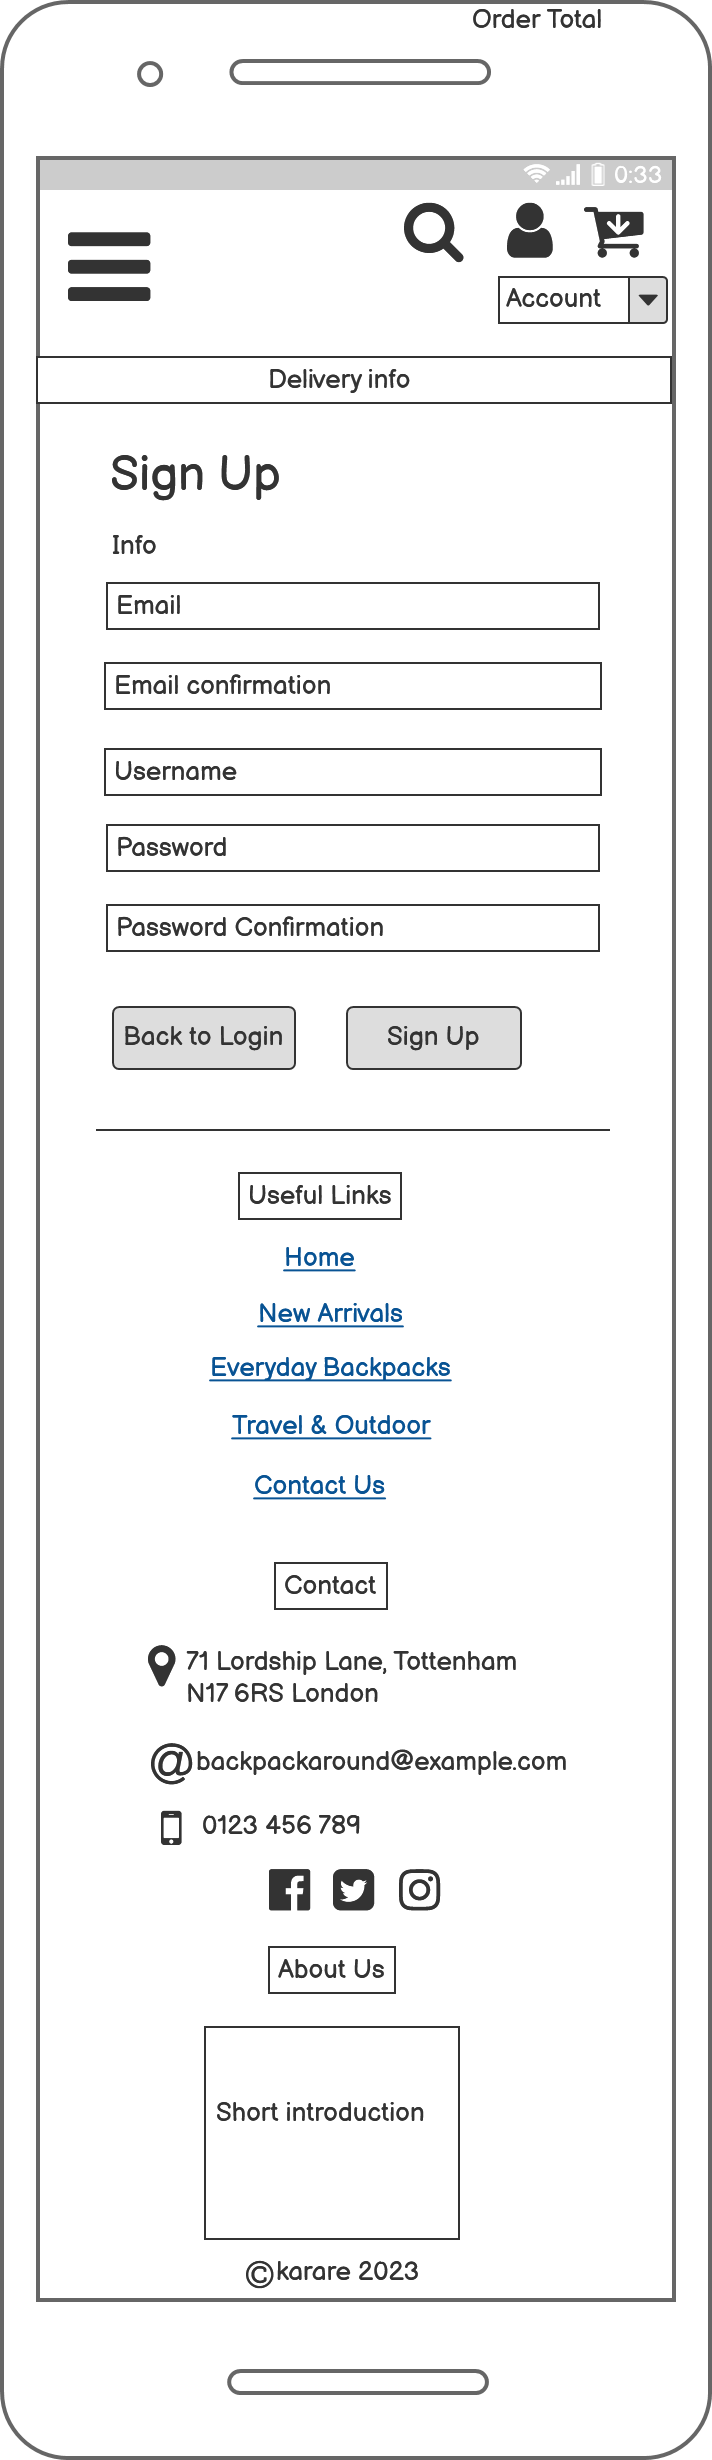 Order Total
0:33
Account
Delivery info
Sign Up
Info
Email
Email confirmation
Username
Password
Password Confirmation
Back to Login
Sign Up
Useful Links
Home
New Arrivals
Everyday Backpacks
Travel & Outdoor
Contact Us
Contact
71 Lordship Lane, Tottenham
N17 6RS London
@ backpackaround@example.com
0123 456 789
About Us
Short introduction
© karare 2023